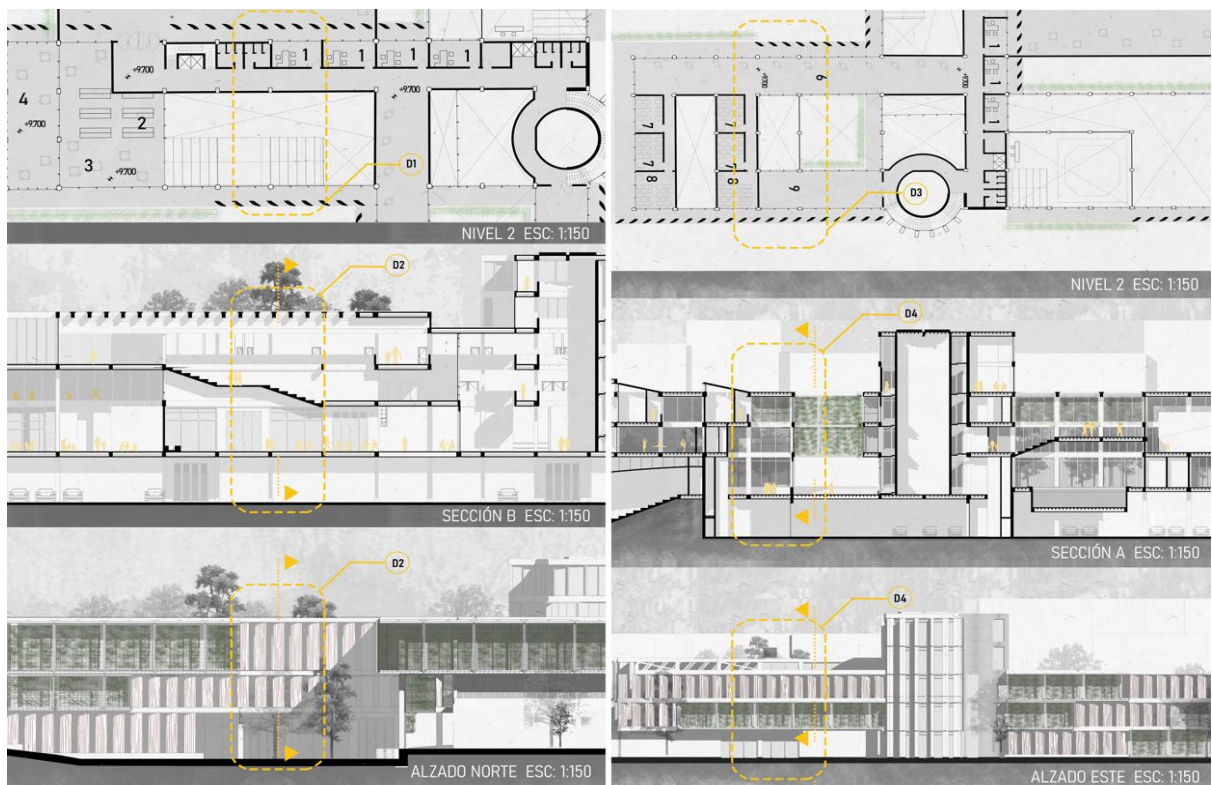 1
1
1
1
+9.700
+9.700
4
+9.700
2
3
+9.700
D1
NIVEL 2 ESC: 1:150
D2
SECCIÓN B ESC: 1:150
D2
ALZADO NORTE ESC: 1:150
1
1
9
1
1
7
7
7
7
8
8
9
D3
NIVEL 2 ESC: 1:150
D4
SECCIÓN A ESC: 1:150
D4
ALZADO ESTE ESC: 1:150